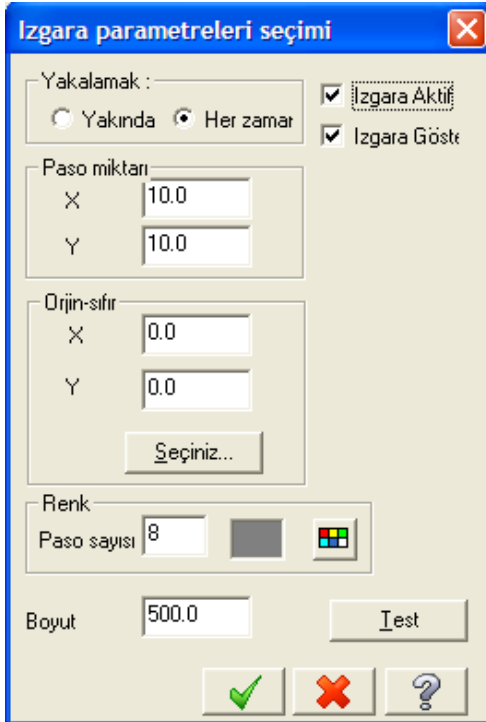 Izgara parametreleri seçimi
Yakalamak :
Yakında
Her zamar
Izgara Aktif
Izgara Göste
Paso miktarı
X
10.0
Y
10.0
Orjin-sıfır
X
0.0
Y
0.0
Seçiniz...
Renk
Paso sayısı
8
Boyut
500.0
Test